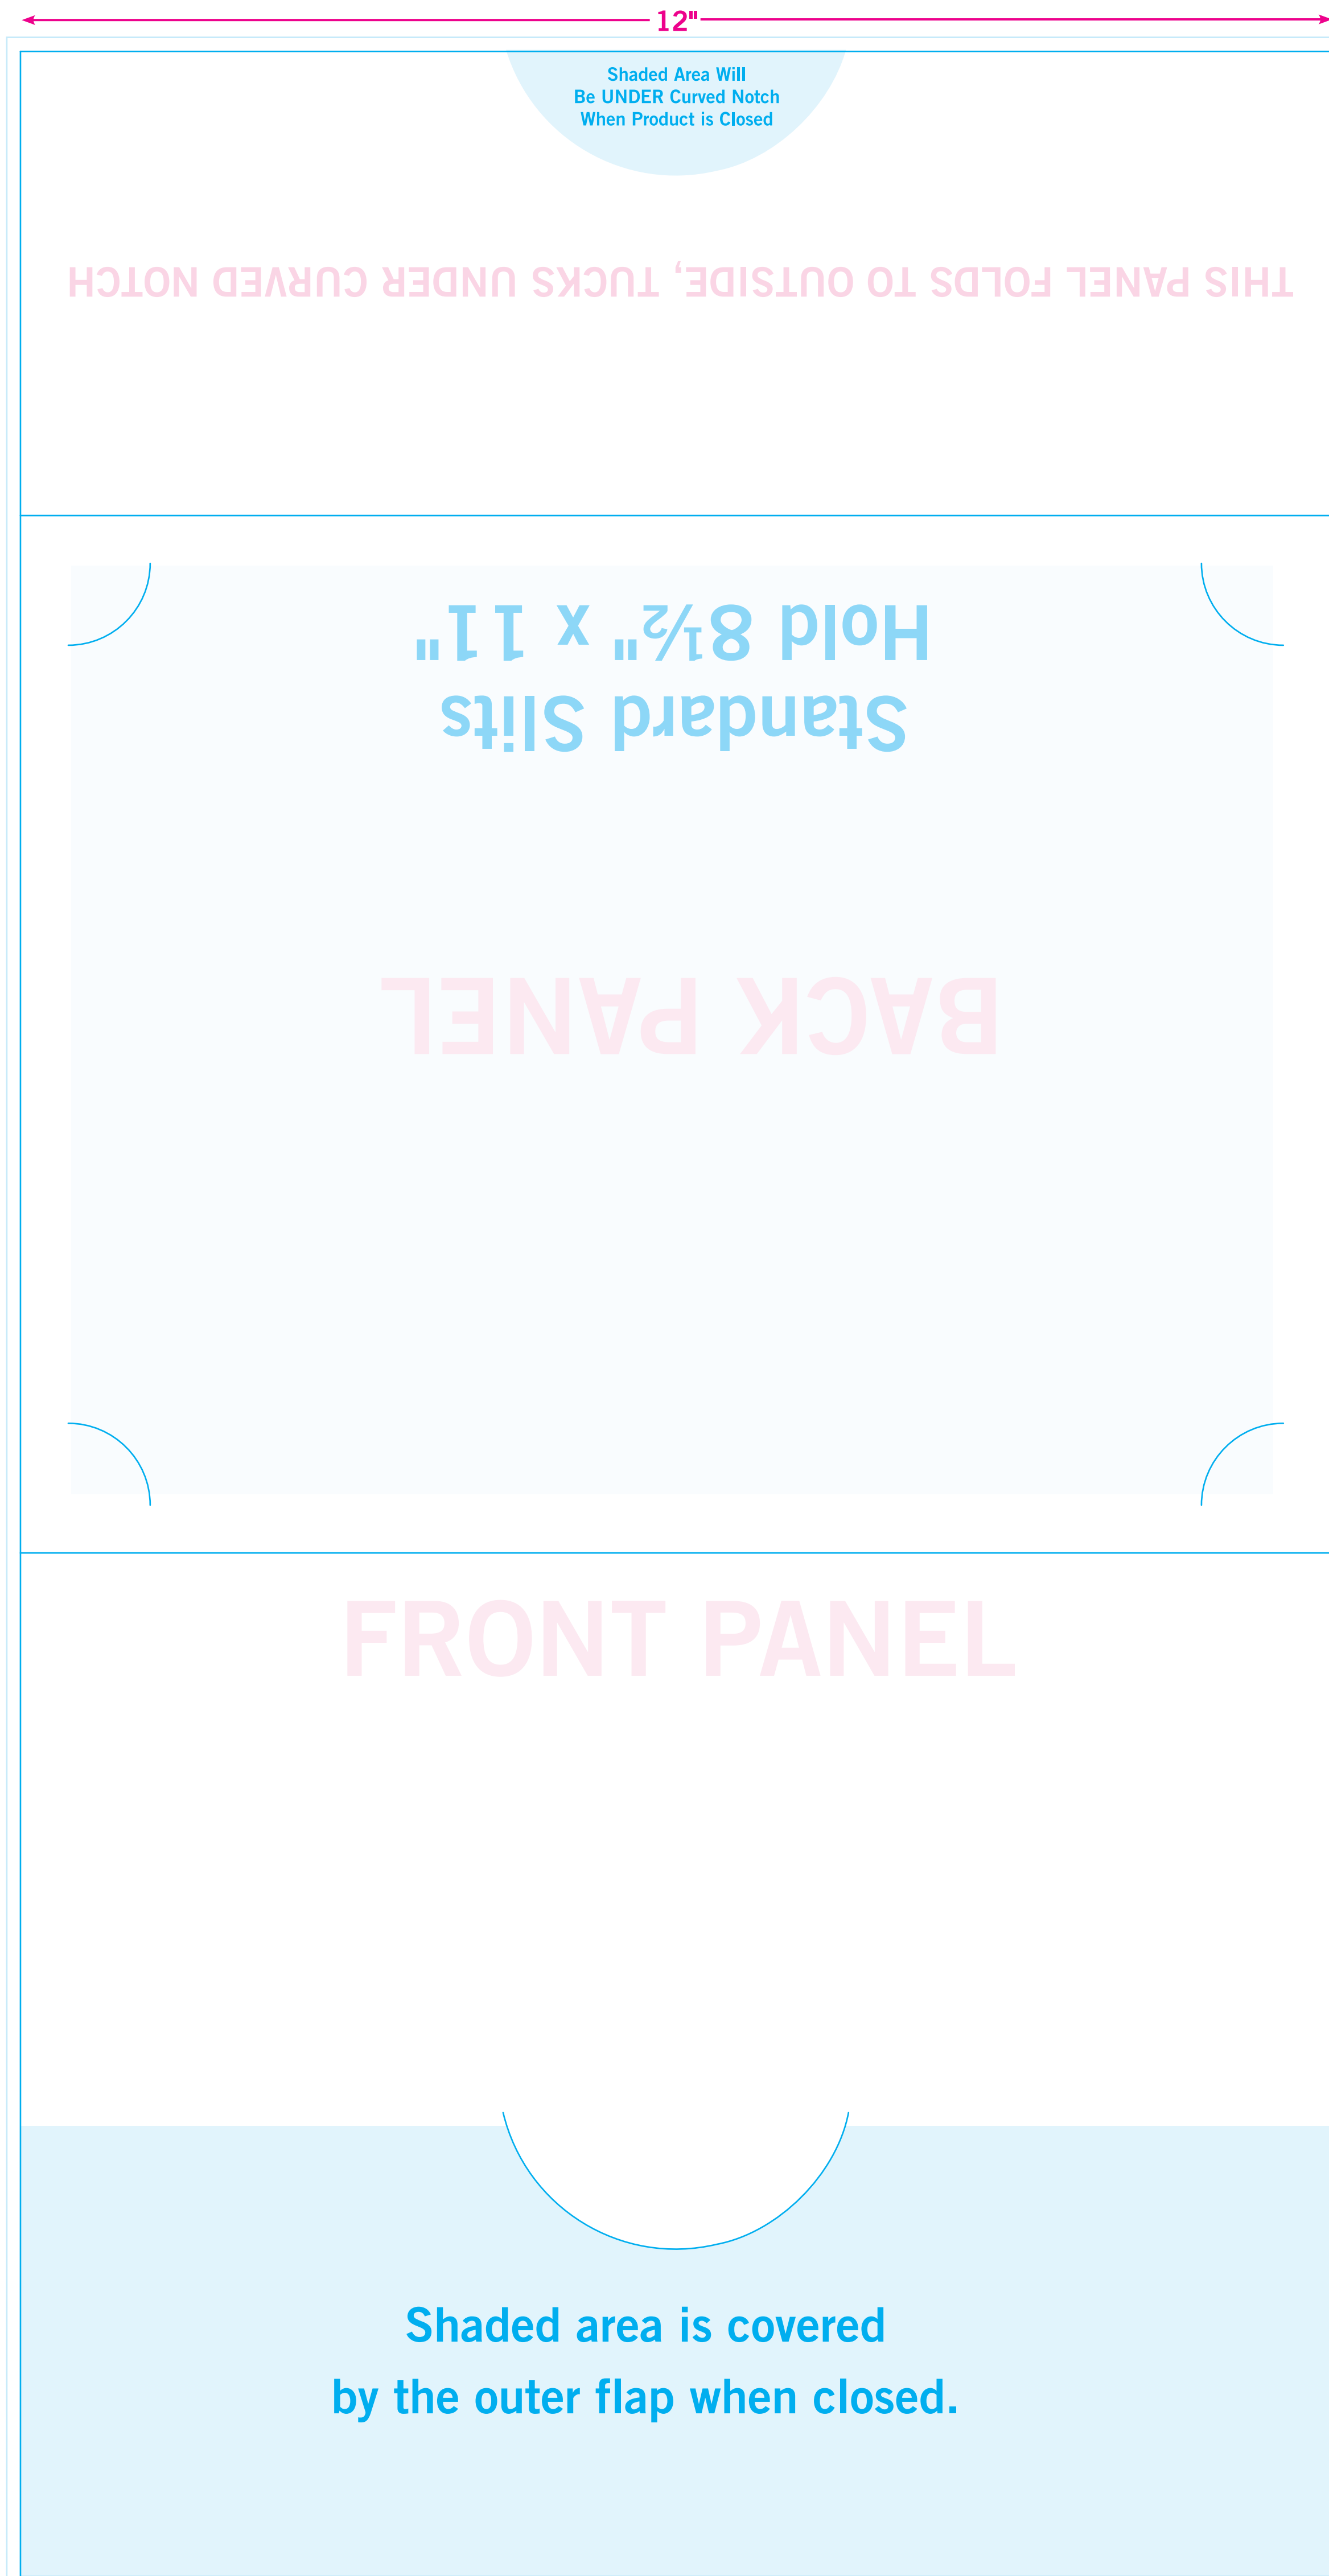 12"
Shaded Area Will
Be UNDER Curved Notch
When Product is Closed
THIS PANEL FOLDS TO OUTSIDE, TUCKS UNDER CURVED NOTCH
Standard Slits
Hold 8½" x 11"
BACK PANEL
FRONT PANEL
Shaded area is covered
by the outer flap when closed.